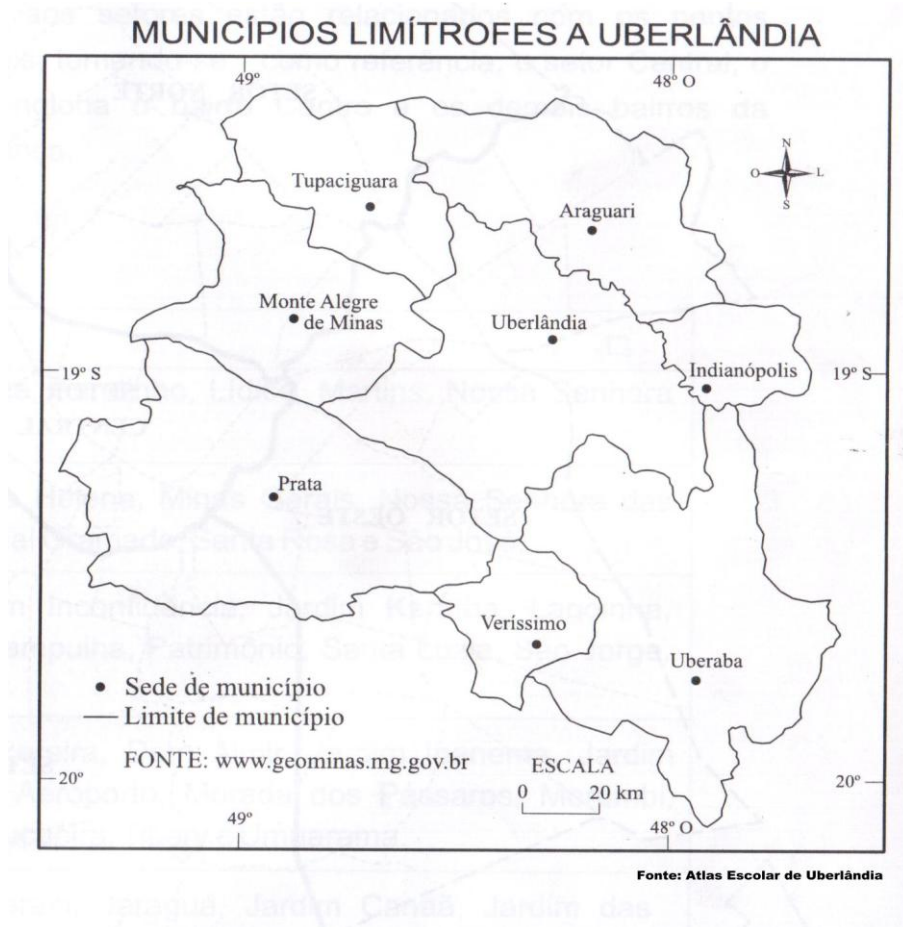 MUNICÍPIOS LIMÍTROFES A UBERLÂNDIA
49º
48º O
N
O
L
S
Tupaciguara
Araguari
Monte Alegre
de Minas
Uberlândia
19º S
Indianópolis
19º S
Prata
Veríssimo
Uberaba
Sede de município
Limite de município
FONTE: www.geominas.mg.gov.br
ESCALA
0 20 km
20º
20º
49º
48º O
Fonte: Atlas Escolar de Uberlândia